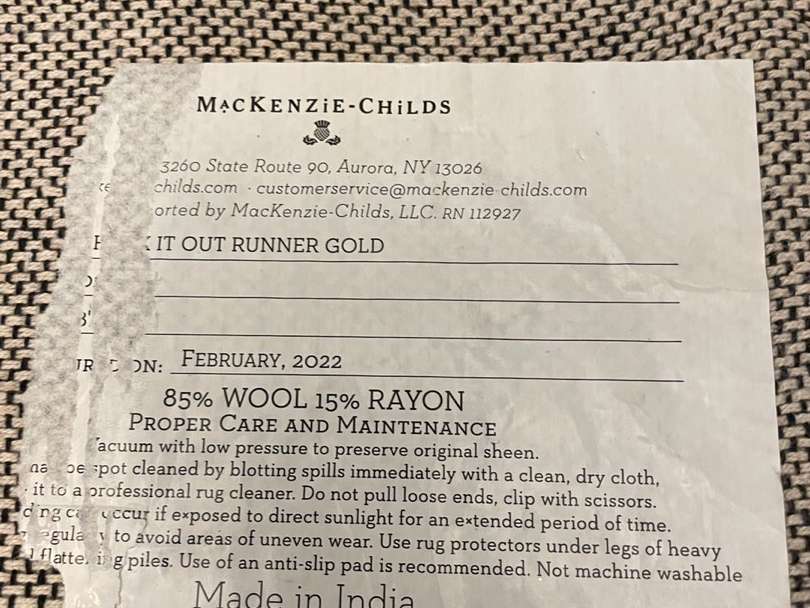 MacKenzie-Childs
3260 State Route 90, Aurora, NY 13026
childs.com · customerservice@mackenzie-childs.com
orted by MacKenzie-Childs, LLC. RN 112927
IT OUT RUNNER GOLD
ON: February, 2022
85% WOOL 15% RAYON
Proper Care and Maintenance
Vacuum with low pressure to preserve original sheen.
be spot cleaned by blotting spills immediately with a clean, dry cloth,
it to a professional rug cleaner. Do not pull loose ends, clip with scissors.
occur if exposed to direct sunlight for an extended period of time.
to avoid areas of uneven wear. Use rug protectors under legs of heavy
flattening piles. Use of an anti-slip pad is recommended. Not machine washable
Made in India